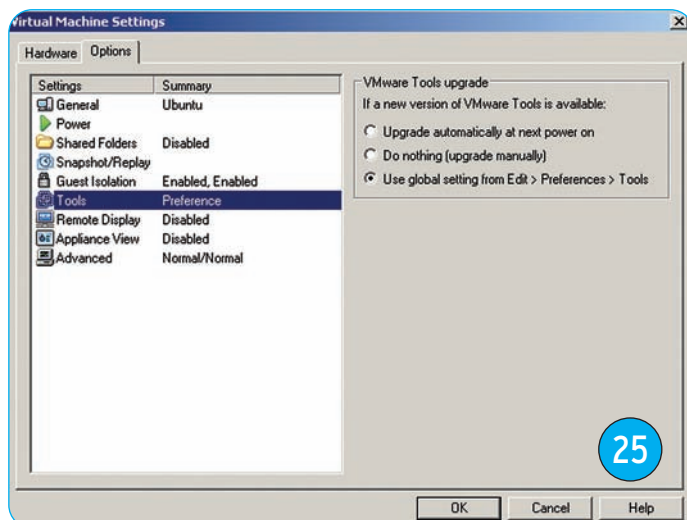 Virtual Machine Settings
Hardware Options
Settings Summary
General Ubuntu
Power
Shared Folders Disabled
Snapshot/Replay
Guest Isolation Enabled, Enabled
Tools Preference
Remote Display Disabled
Appliance View Disabled
Advanced Normal/Normal
VMware Tools upgrade
If a new version of VMware Tools is available:
Upgrade automatically at next power on
Do nothing (upgrade manually)
Use global setting from Edit > Preferences > Tools
25
OK Cancel Help